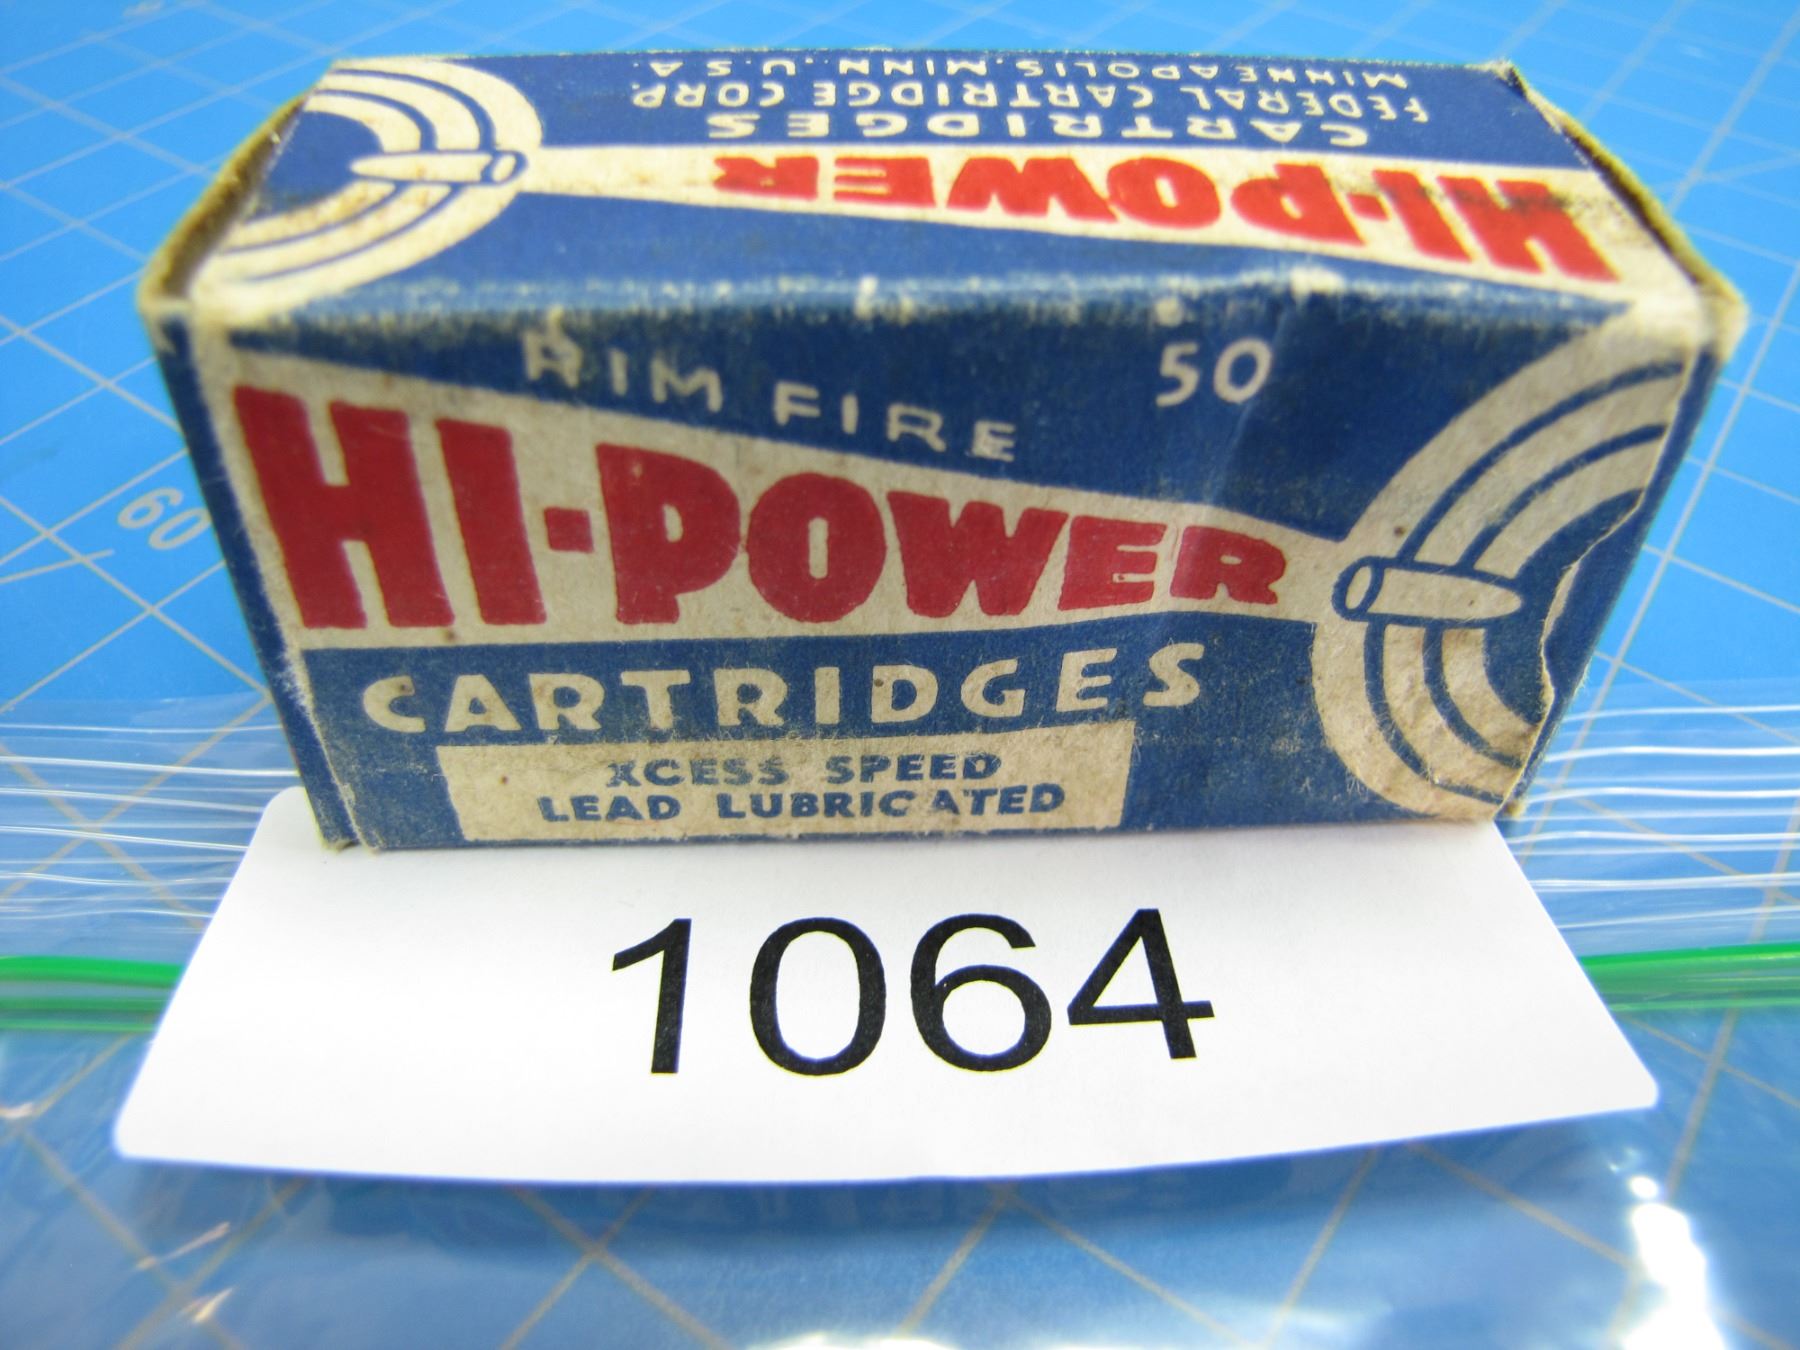 HI-POWER
CARTRIDGES
FEDERAL CARTRIDGE CORP.
MINNEAPOLIS, MINN., U.S.A.
RIM FIRE 50
HI-POWER
CARTRIDGES
XCESS SPEED
LEAD LUBRICATED
60
1064